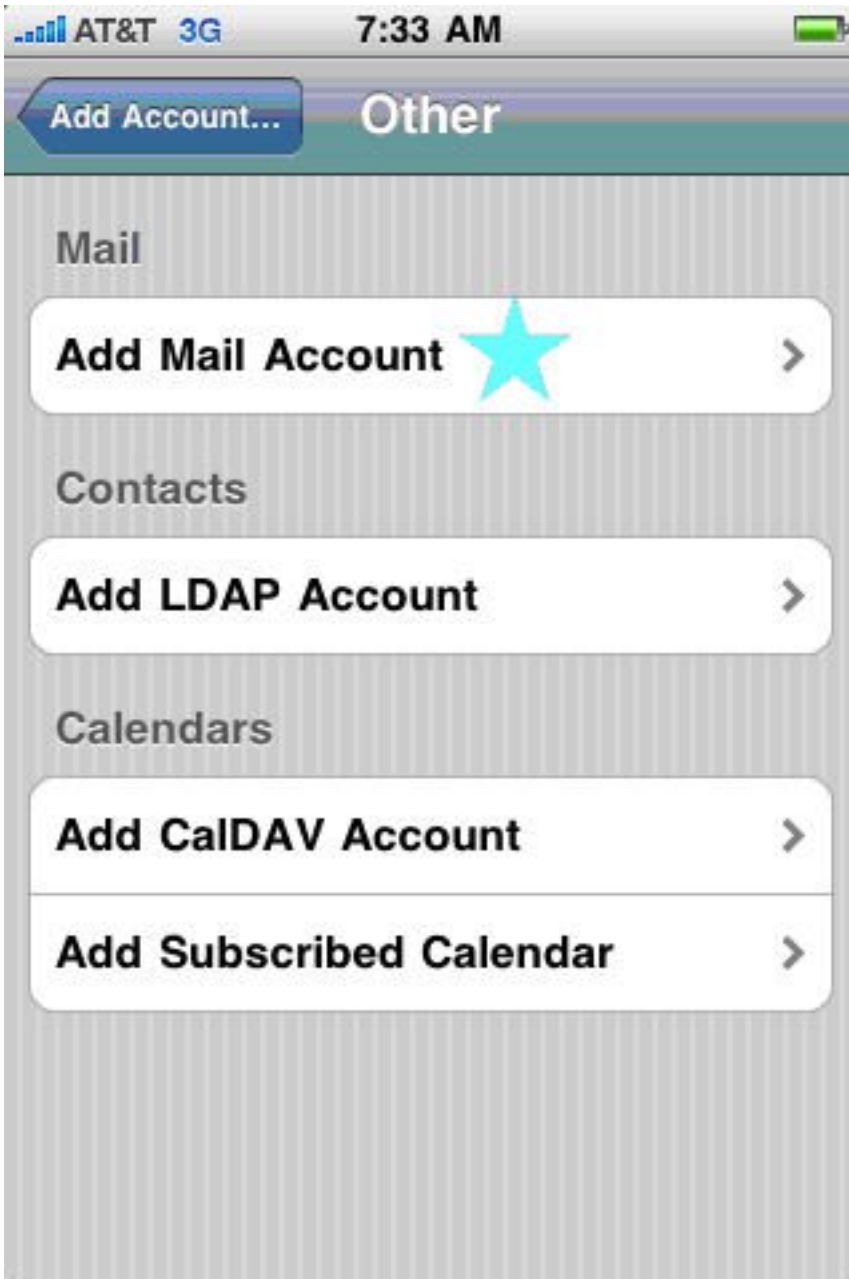 AT&T 3G 7:33 AM
Add Account... Other
Mail
Add Mail Account
Contacts
Add LDAP Account
Calendars
Add CalDAV Account
Add Subscribed Calendar